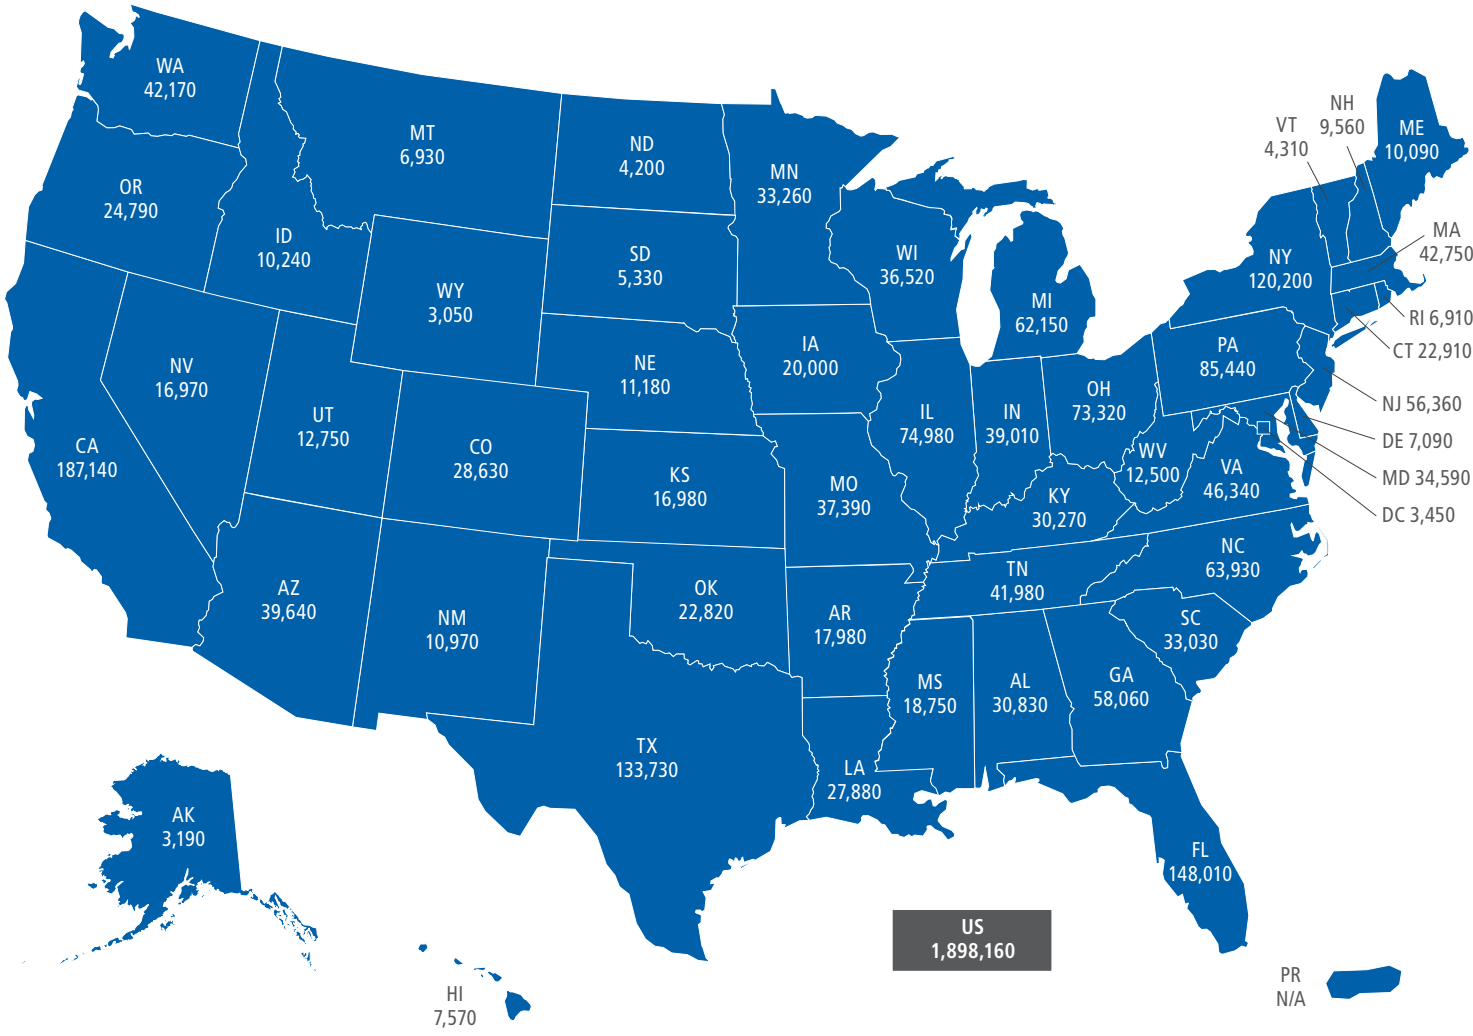 WA
42,170
MT
6,930
ND
4,200
MN
33,260
VT
4,310
NH
9,560
ME
10,090
OR
24,790
ID
10,240
WY
3,050
SD
5,330
WI
36,520
MI
62,150
NY
120,200
MA
42,750
RI 6,910
CT 22,910
NV
16,970
UT
12,750
CO
28,630
NE
11,180
IA
20,000
IL
74,980
IN
39,010
OH
73,320
PA
85,440
NJ 56,360
DE 7,090
MD 34,590
DC 3,450
CA
187,140
KS
16,980
MO
37,390
KY
30,270
WV
12,500
VA
46,340
AZ
39,640
NM
10,970
OK
22,820
AR
17,980
TN
41,980
NC
63,930
SC
33,030
TX
133,730
LA
27,880
MS
18,750
AL
30,830
GA
58,060
FL
148,010
AK
3,190
HI
7,570
US
1,898,160
PR
N/A